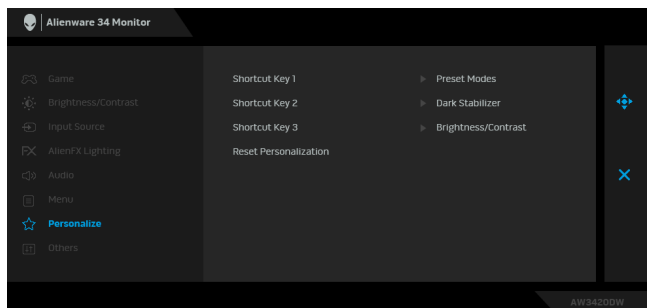 Alienware 34 Monitor
Game
Brightness/Contrast
Input Source
AlienFX Lighting
Audio
Menu
Personalize
Others
Shortcut Key 1 Preset Modes
Shortcut Key 2 Dark Stabilizer
Shortcut Key 3 Brightness/Contrast
Reset Personalization
AW3420DW